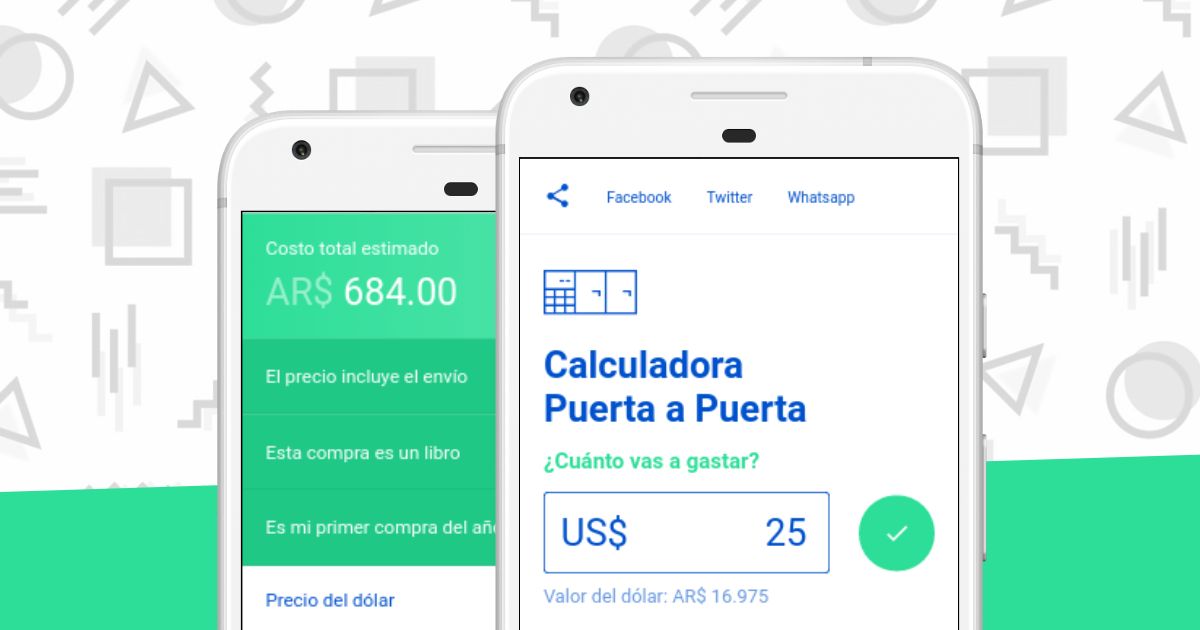 Costo total estimado
AR$ 684.00
El precio incluye el envío
Esta compra es un libro
Es mi primer compra del
Precio del dólar
Facebook Twitter Whatsapp
Calculadora
Puerta a Puerta
¿Cuánto vas a gastar?
US$ 25
Valor del dólar: AR$ 16.975